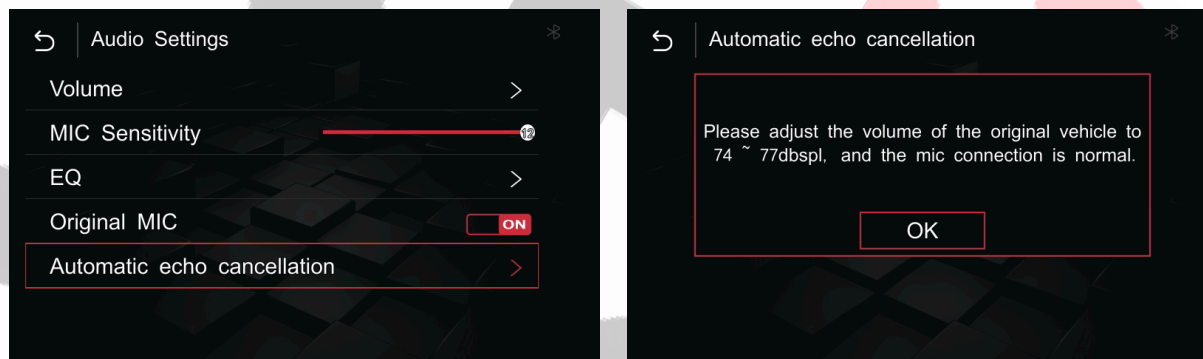 Audio Settings
Volume
MIC Sensitivity
12
EQ
Original MIC
ON
Automatic echo cancellation
Automatic echo cancellation
Please adjust the volume of the original vehicle to
74 ~ 77dbspl, and the mic connection is normal.
OK